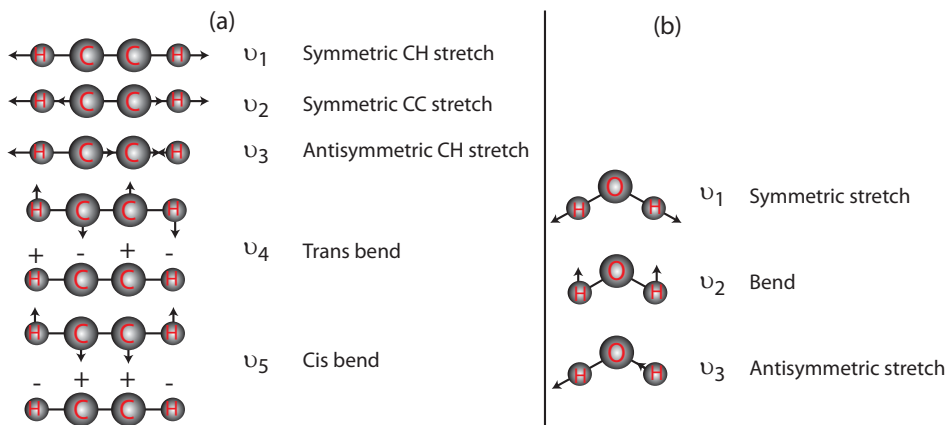 (a)
H C C H υ1 Symmetric CH stretch
H C C H υ2 Symmetric CC stretch
H C C H υ3 Antisymmetric CH stretch
H C C H
υ4 Trans bend
+ - + -
H C C H
H C C H
υ5 Cis bend
- + + -
H C C H
(b)
O
H H υ1 Symmetric stretch
O
H H υ2 Bend
O
H H υ3 Antisymmetric stretch